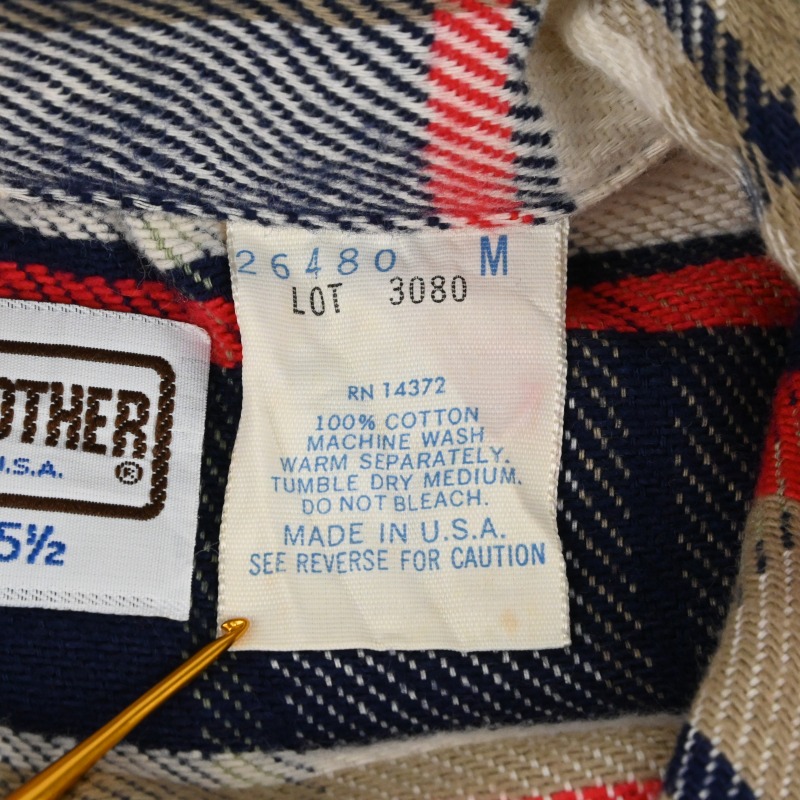 26480 M
LOT 3080
RN 14372
100% COTTON
MACHINE WASH
WARM SEPARATELY.
TUMBLE DRY MEDIUM.
DO NOT BLEACH.
MADE IN U.S.A.
SEE REVERSE FOR CAUTION
OTHER
U.S.A.
®
5½